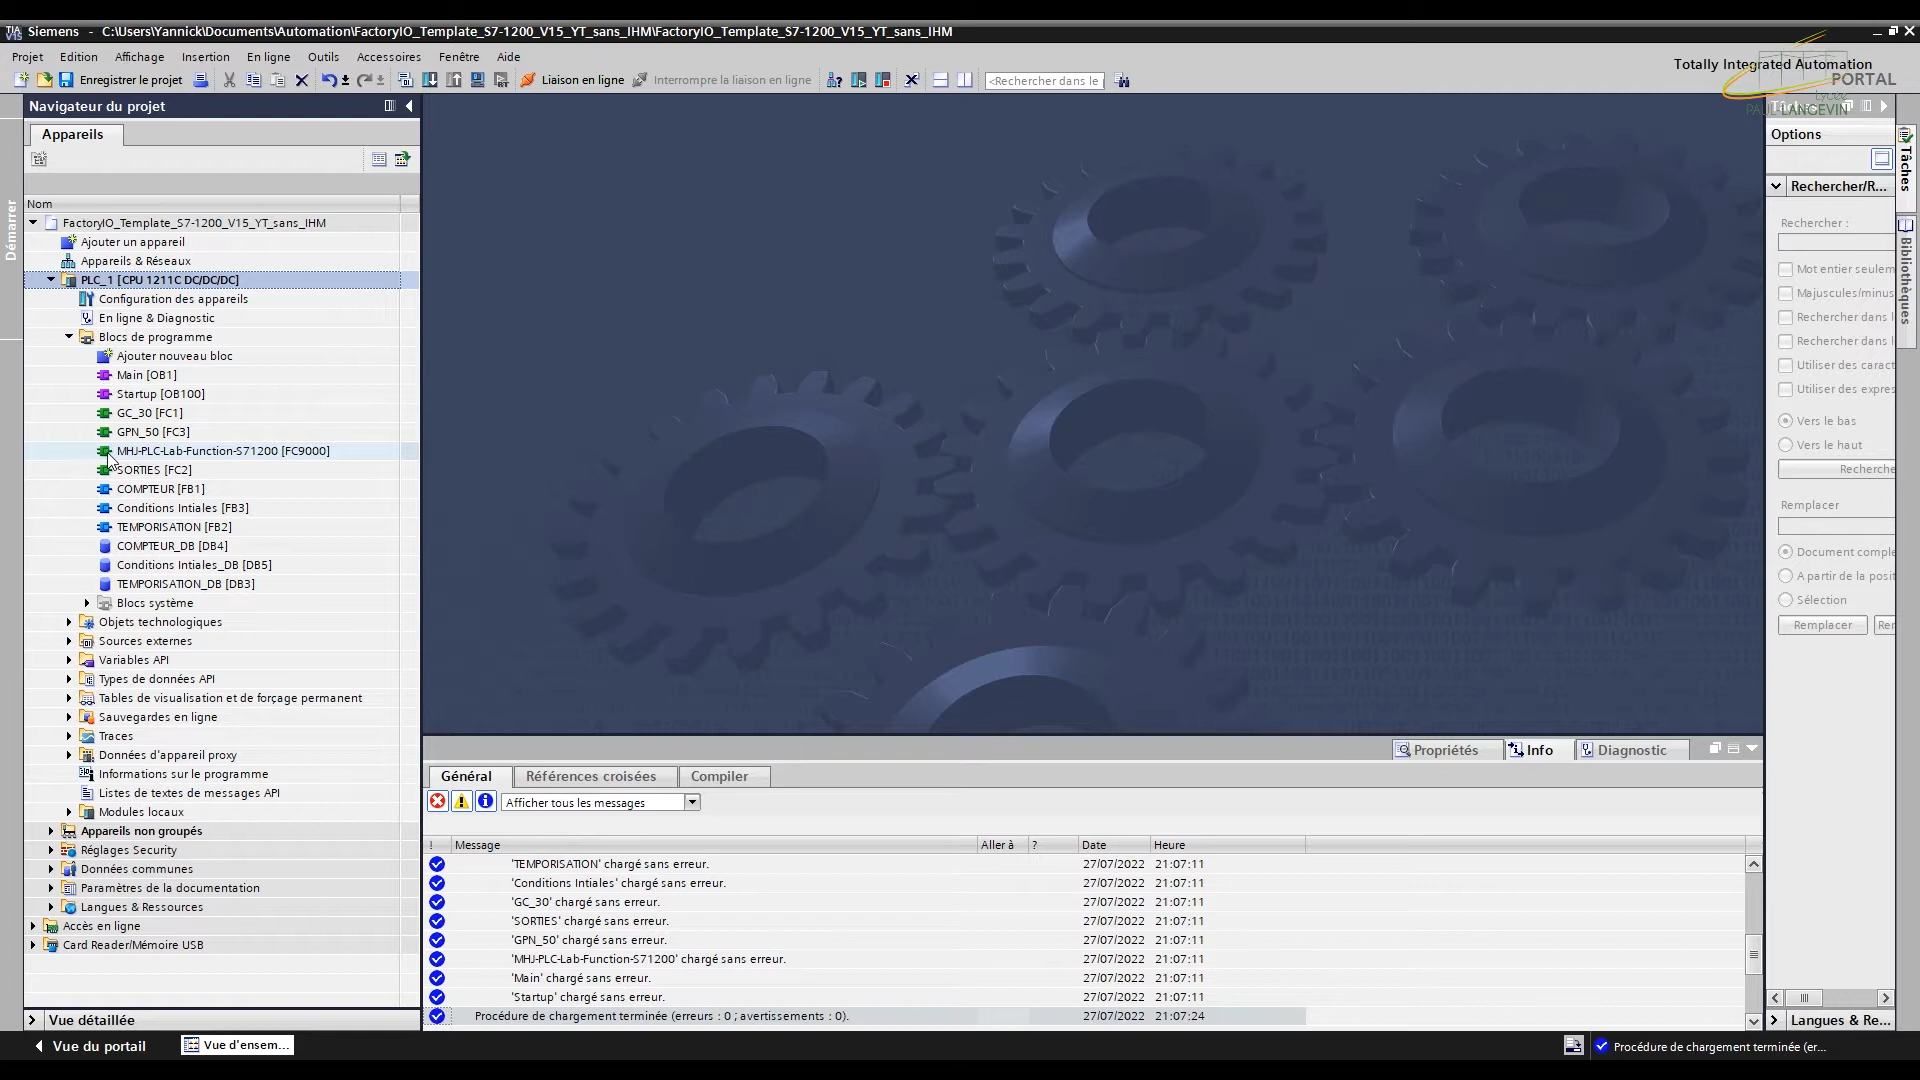 Siemens - C:\Users\Yannick\Documents\Automation\FactoryIO_Template_S7-1200_V15_YT_sans_IHM\FactoryIO_Template_S7-1200_V15_YT_sans_IHM
Projet Edition Affichage Insertion En ligne Outils Accessoires Fenêtre Aide
Totally Integrated Automation
PORTAL
Enregistrer le projet Liaison en ligne Interrompre la liaison en ligne <Rechercher dans le
Lycée
PAUL LANGEVIN
Navigateur du projet
Appareils
Démarrer
Nom
FactoryIO_Template_S7-1200_V15_YT_sans_IHM
Ajouter un appareil
Appareils & Réseaux
PLC_1 [CPU 1211C DC/DC/DC]
Configuration des appareils
En ligne & Diagnostic
Blocs de programme
Ajouter nouveau bloc
Main [OB1]
Startup [OB100]
GC_30 [FC1]
GPN_50 [FC3]
MHJ-PLC-Lab-Function-S71200 [FC9000]
SORTIES [FC2]
COMPTEUR [FB1]
Conditions Intiales [FB3]
TEMPORISATION [FB2]
COMPTEUR_DB [DB4]
Conditions Intiales_DB [DB5]
TEMPORISATION_DB [DB3]
Blocs système
Objets technologiques
Sources externes
Variables API
Types de données API
Tables de visualisation et de forçage permanent
Sauvegardes en ligne
Traces
Données d'appareil proxy
Informations sur le programme
Listes de textes de messages API
Modules locaux
Appareils non groupés
Réglages Security
Données communes
Paramètres de la documentation
Langues & Ressources
Accès en ligne
Card Reader/Mémoire USB
Vue détaillée
Propriétés Info Diagnostic
Général Références croisées Compiler
Afficher tous les messages
! Message Aller à ? Date Heure
'TEMPORISATION' chargé sans erreur. 27/07/2022 21:07:11
'Conditions Intiales' chargé sans erreur. 27/07/2022 21:07:11
'GC_30' chargé sans erreur. 27/07/2022 21:07:11
'SORTIES' chargé sans erreur. 27/07/2022 21:07:11
'GPN_50' chargé sans erreur. 27/07/2022 21:07:11
'MHJ-PLC-Lab-Function-S71200' chargé sans erreur. 27/07/2022 21:07:11
'Main' chargé sans erreur. 27/07/2022 21:07:11
'Startup' chargé sans erreur. 27/07/2022 21:07:11
Procédure de chargement terminée (erreurs : 0 ; avertissements : 0). 27/07/2022 21:07:24
Options
Rechercher/R...
Rechercher :
Mot entier seulem
Majuscules/minus
Rechercher dans l
Rechercher dans l
Utiliser des caract
Utiliser des expres
Vers le bas
Vers le haut
Recherche
Remplacer
Document comple
A partir de la posit
Sélection
Remplacer Re
Langues & Re...
Tâches
Bibliothèques
Vue du portail Vue d'ensem... Procédure de chargement terminée (er...